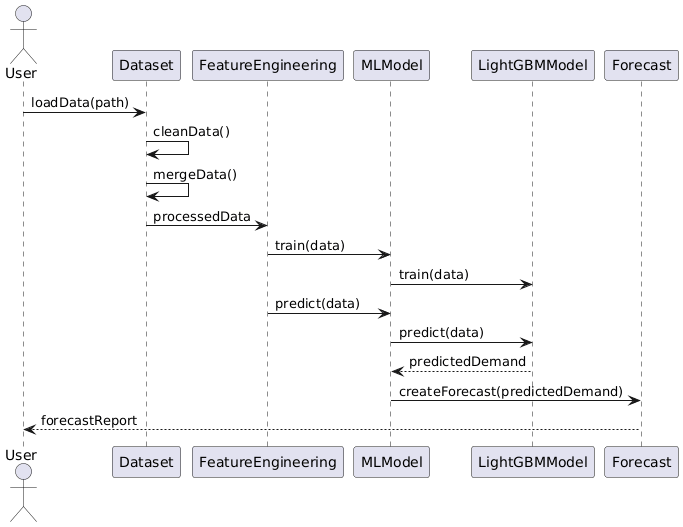 User
Dataset
FeatureEngineering
MLModel
LightGBMModel
Forecast
loadData(path)
cleanData()
mergeData()
processedData
train(data)
train(data)
predict(data)
predict(data)
predictedDemand
createForecast(predictedDemand)
forecastReport
User
Dataset
FeatureEngineering
MLModel
LightGBMModel
Forecast